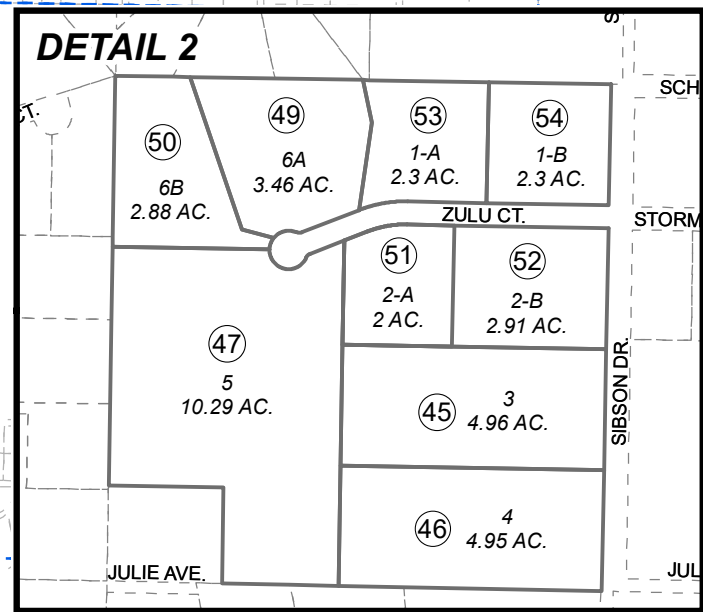 DETAIL 2
CT.
SCH
50
6B
2.88 AC.
49
6A
3.46 AC.
53
1-A
2.3 AC.
54
1-B
2.3 AC.
ZULU CT.
STORM
51
2-A
2 AC.
52
2-B
2.91 AC.
47
5
10.29 AC.
45
3
4.96 AC.
SIBSON DR.
46
4
4.95 AC.
JULIE AVE.
JUL